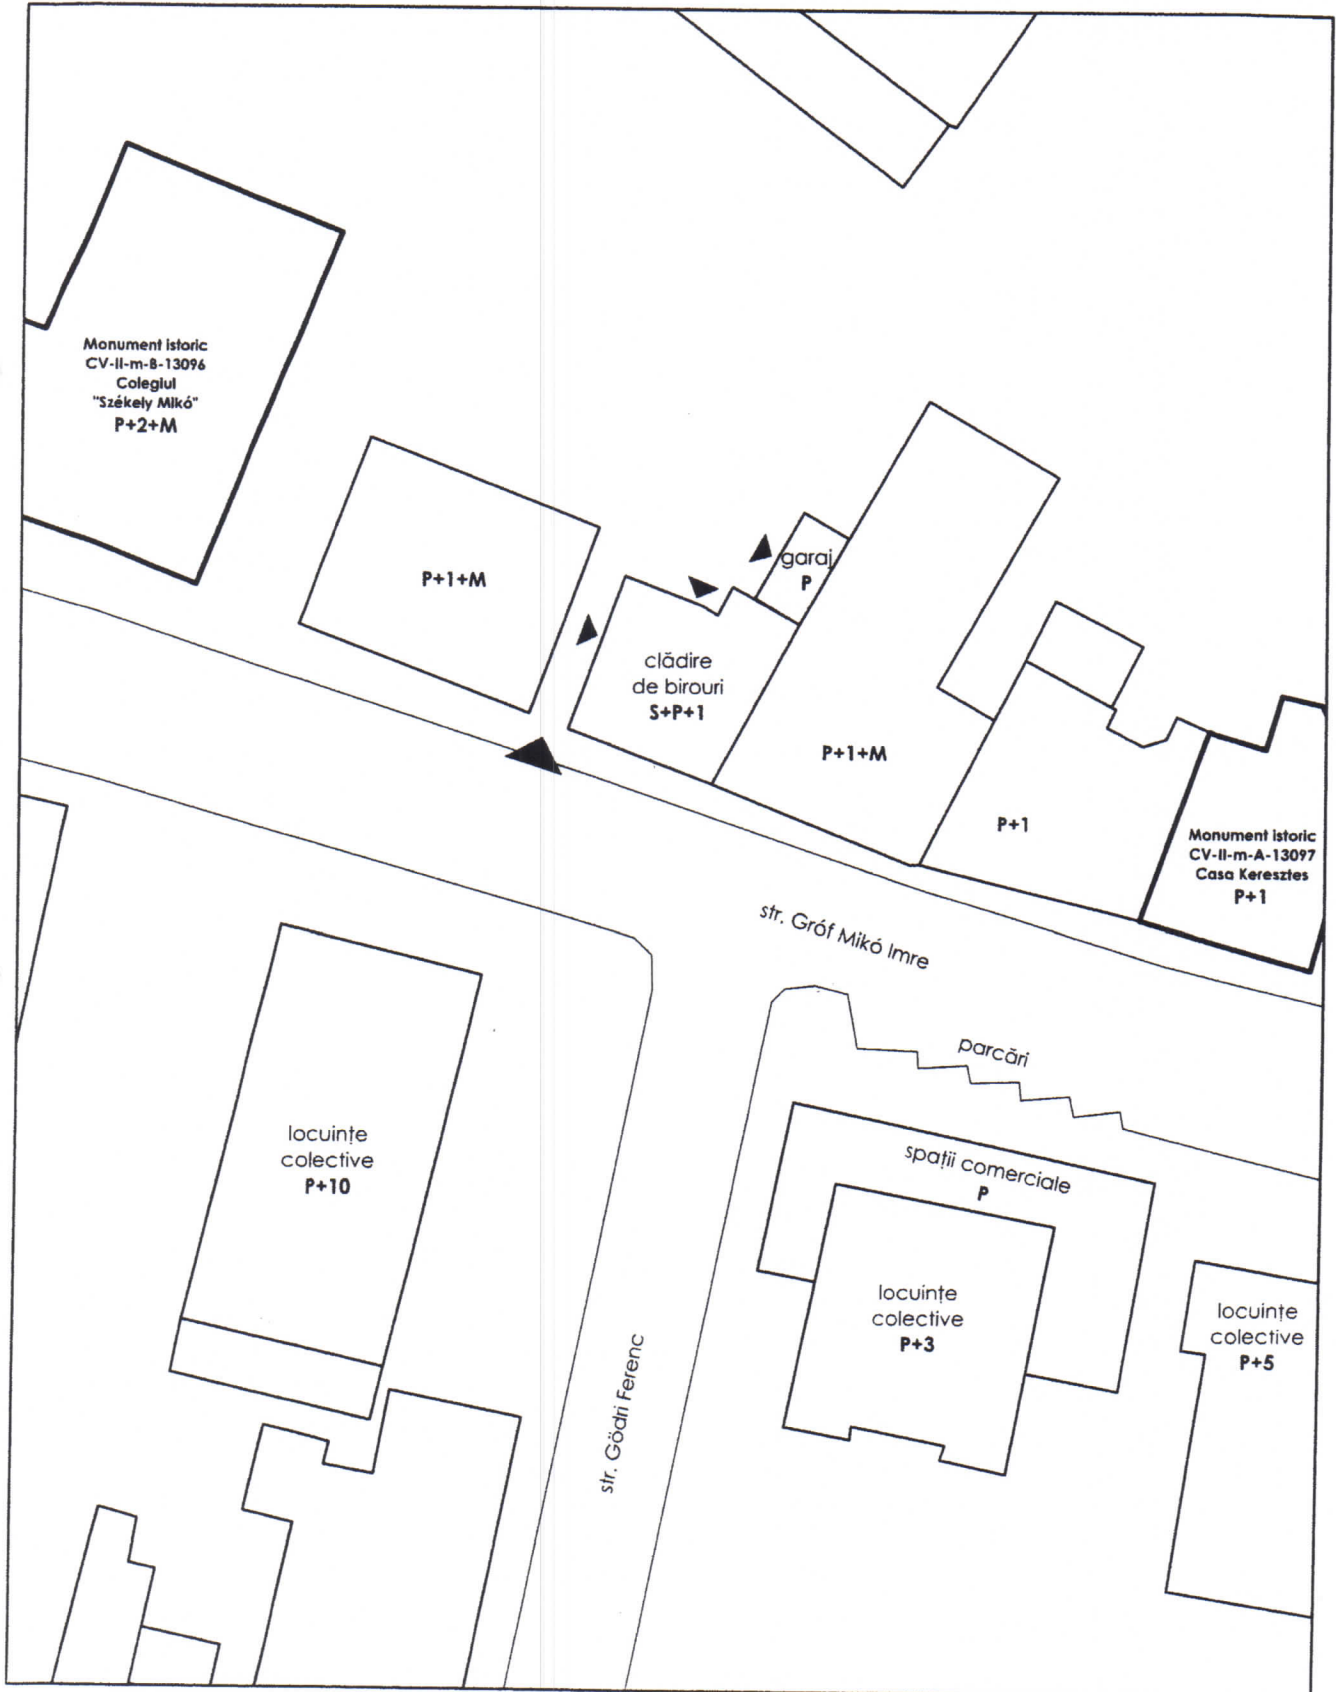 Monument istoric
CV-II-m-B-13096
Colegiul
"Székely Mikó"
P+2+M
P+1+M
garaj
P
clădire
de birouri
S+P+1
P+1+M
P+1
Monument istoric
CV-II-m-A-13097
Casa Keresztes
P+1
str. Gróf Mikó Imre
parcări
locuințe
colective
P+10
spații comerciale
P
locuințe
colective
P+3
locuințe
colective
P+5
str. Gödri Ferenc